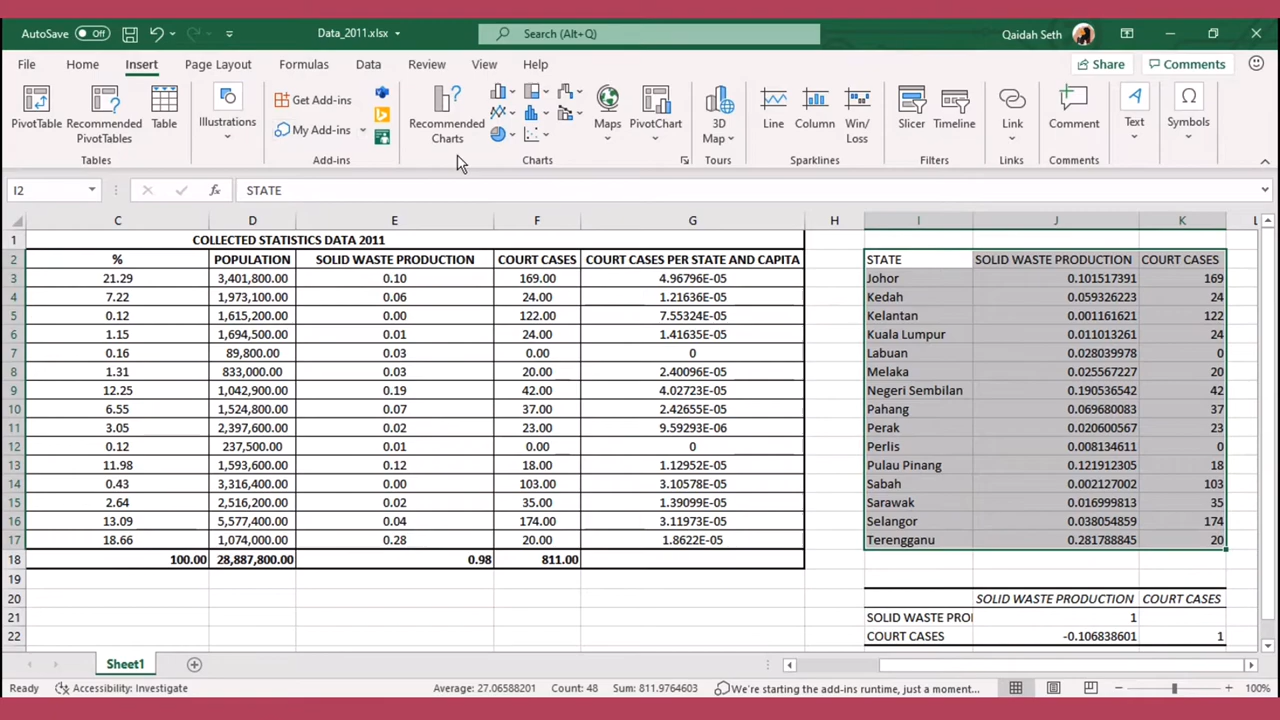 AutoSave Off Data_2011.xlsx Search (Alt+Q) Qaidah Seth
File Home Insert Page Layout Formulas Data Review View Help Share Comments
PivotTable Recommended PivotTables Table Illustrations Get Add-ins My Add-ins Recommended Charts Maps PivotChart 3D Map Line Column Win/Loss Slicer Timeline Link Comment Text Symbols
Tables Add-ins Charts Tours Sparklines Filters Links Comments
I2 fx STATE
C D E F G H I J K L
1 COLLECTED STATISTICS DATA 2011
2 % POPULATION SOLID WASTE PRODUCTION COURT CASES COURT CASES PER STATE AND CAPITA STATE SOLID WASTE PRODUCTION COURT CASES
3 21.29 3,401,800.00 0.10 169.00 4.96796E-05 Johor 0.101517391 169
4 7.22 1,973,100.00 0.06 24.00 1.21636E-05 Kedah 0.059326223 24
5 0.12 1,615,200.00 0.00 122.00 7.55324E-05 Kelantan 0.001161621 122
6 1.15 1,694,500.00 0.01 24.00 1.41635E-05 Kuala Lumpur 0.011013261 24
7 0.16 89,800.00 0.03 0.00 0 Labuan 0.028039978 0
8 1.31 833,000.00 0.03 20.00 2.40096E-05 Melaka 0.025567227 20
9 12.25 1,042,900.00 0.19 42.00 4.02723E-05 Negeri Sembilan 0.190536542 42
10 6.55 1,524,800.00 0.07 37.00 2.42655E-05 Pahang 0.069680083 37
11 3.05 2,397,600.00 0.02 23.00 9.59293E-06 Perak 0.020600567 23
12 0.12 237,500.00 0.01 0.00 0 Perlis 0.008134611 0
13 11.98 1,593,600.00 0.12 18.00 1.12952E-05 Pulau Pinang 0.121912305 18
14 0.43 3,316,400.00 0.00 103.00 3.10578E-05 Sabah 0.002127002 103
15 2.64 2,516,200.00 0.02 35.00 1.39099E-05 Sarawak 0.016999813 35
16 13.09 5,577,400.00 0.04 174.00 3.11973E-05 Selangor 0.038054859 174
17 18.66 1,074,000.00 0.28 20.00 1.8622E-05 Terengganu 0.281788845 20
18 100.00 28,887,800.00 0.98 811.00
19
20 SOLID WASTE PRODUCTION COURT CASES
21 SOLID WASTE PRO 1
22 COURT CASES -0.106838601 1
Sheet1
Ready Accessibility: Investigate Average: 27.06588201 Count: 48 Sum: 811.9764603 We're starting the add-ins runtime, just a moment... 100%